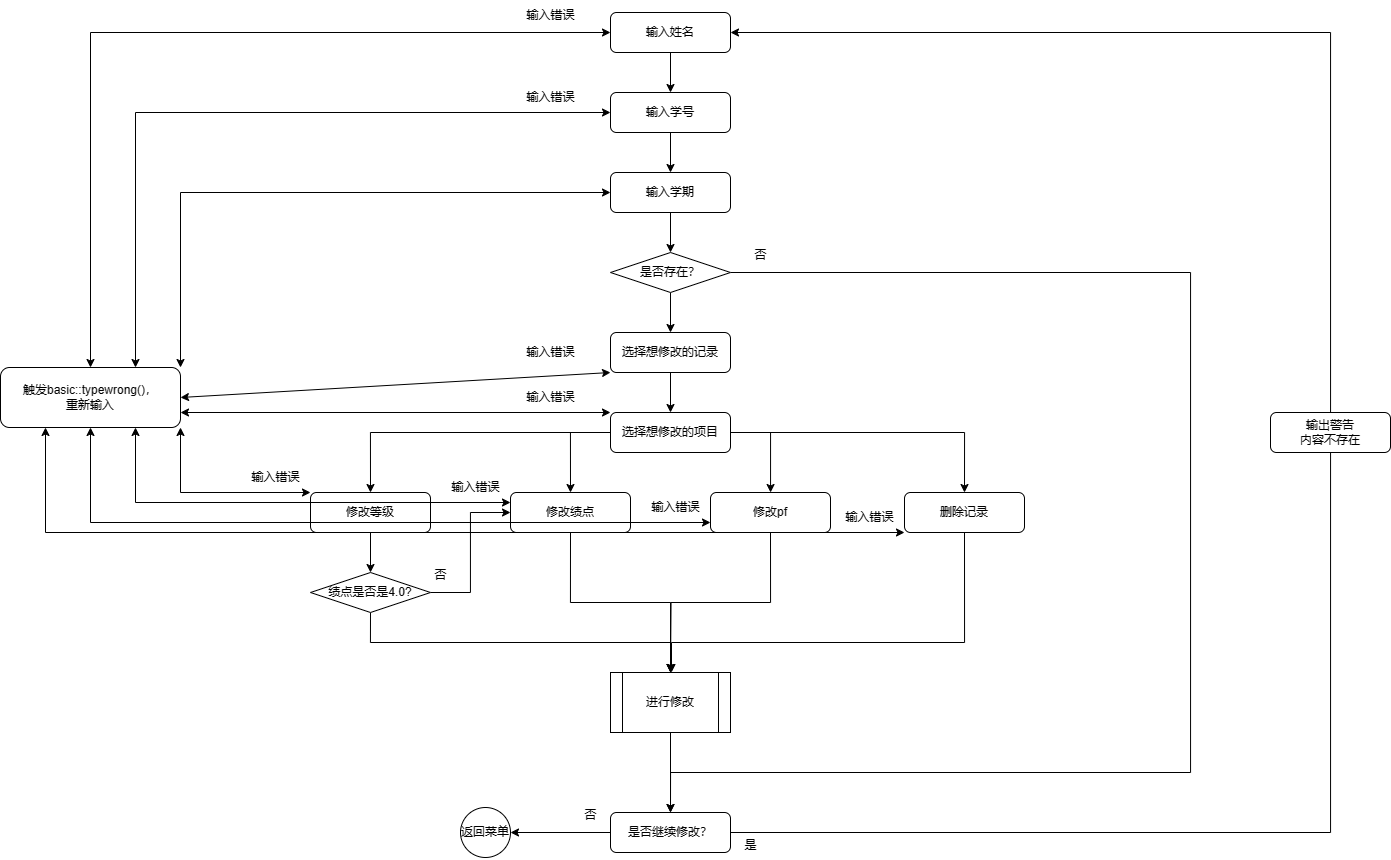 输入错误
输入姓名
输入错误
输入学号
输入学期
是否存在?
否
输入错误
选择想修改的记录
触发basic::typewrong(),
重新输入
输入错误
选择想修改的项目
输出警告
内容不存在
输入错误
输入错误
输入错误
输入错误
修改等级
修改绩点
修改pf
删除记录
绩点是否是4.0?
否
进行修改
返回菜单
否
是否继续修改?
是